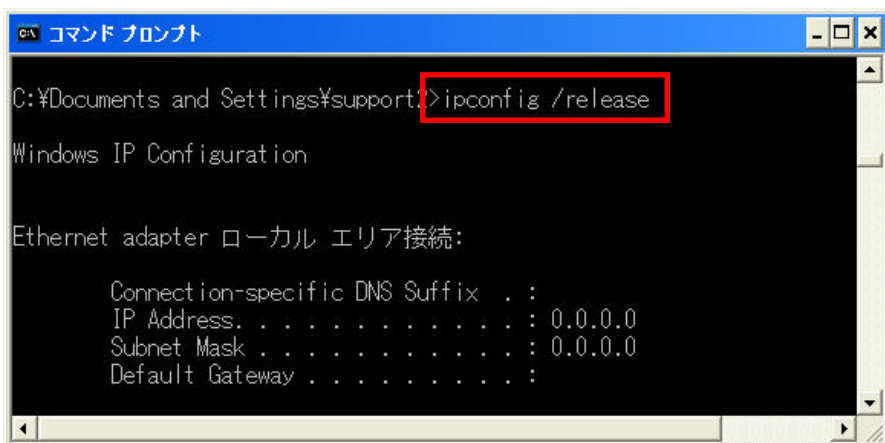 コマンド プロンプト
C:¥Documents and Settings¥support2>ipconfig /release
Windows IP Configuration
Ethernet adapter ローカル エリア接続:
Connection-specific DNS Suffix . :
IP Address. . . . . . . . . . . . : 0.0.0.0
Subnet Mask . . . . . . . . . . . : 0.0.0.0
Default Gateway . . . . . . . . . :